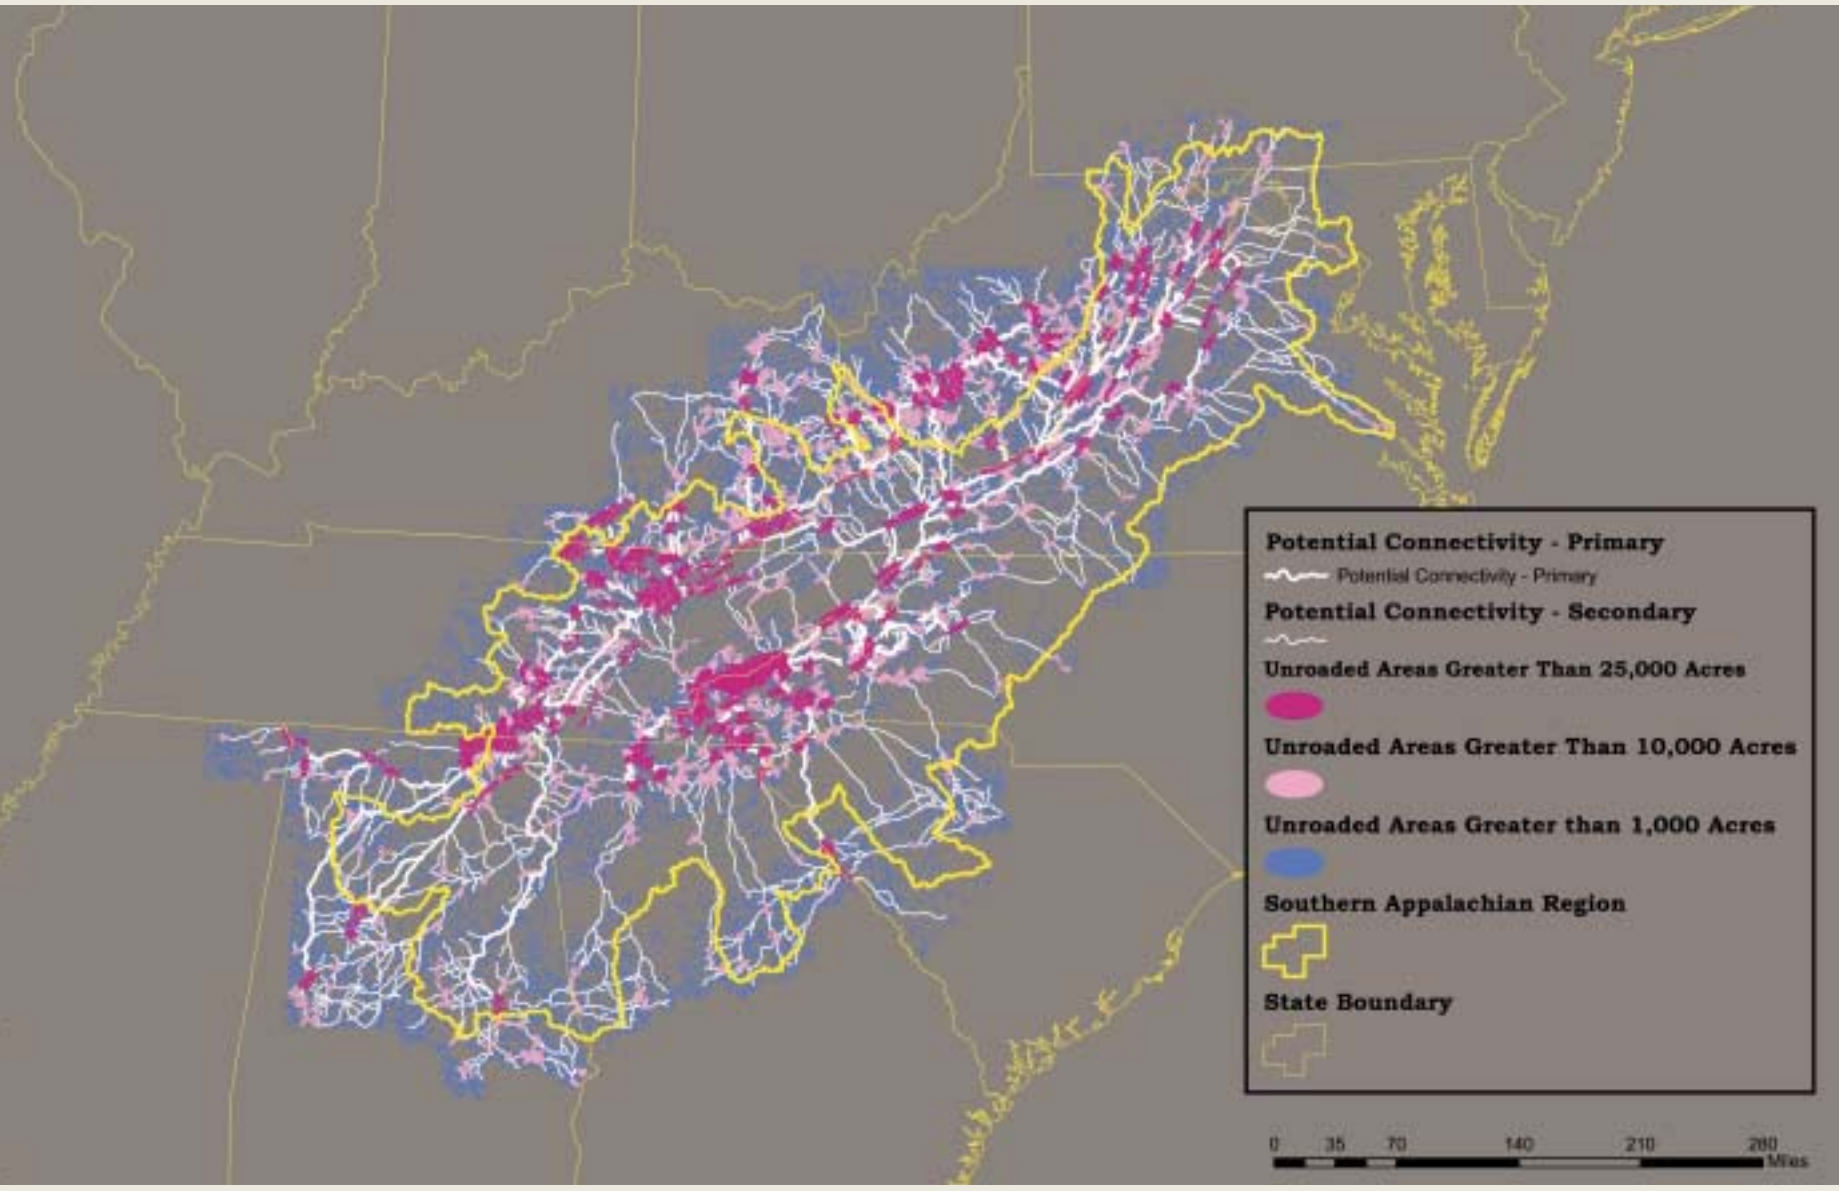 Potential Connectivity - Primary
Potential Connectivity - Primary
Potential Connectivity - Secondary
Unroaded Areas Greater Than 25,000 Acres
Unroaded Areas Greater Than 10,000 Acres
Unroaded Areas Greater than 1,000 Acres
Southern Appalachian Region
State Boundary
0 35 70 140 210 280
Miles